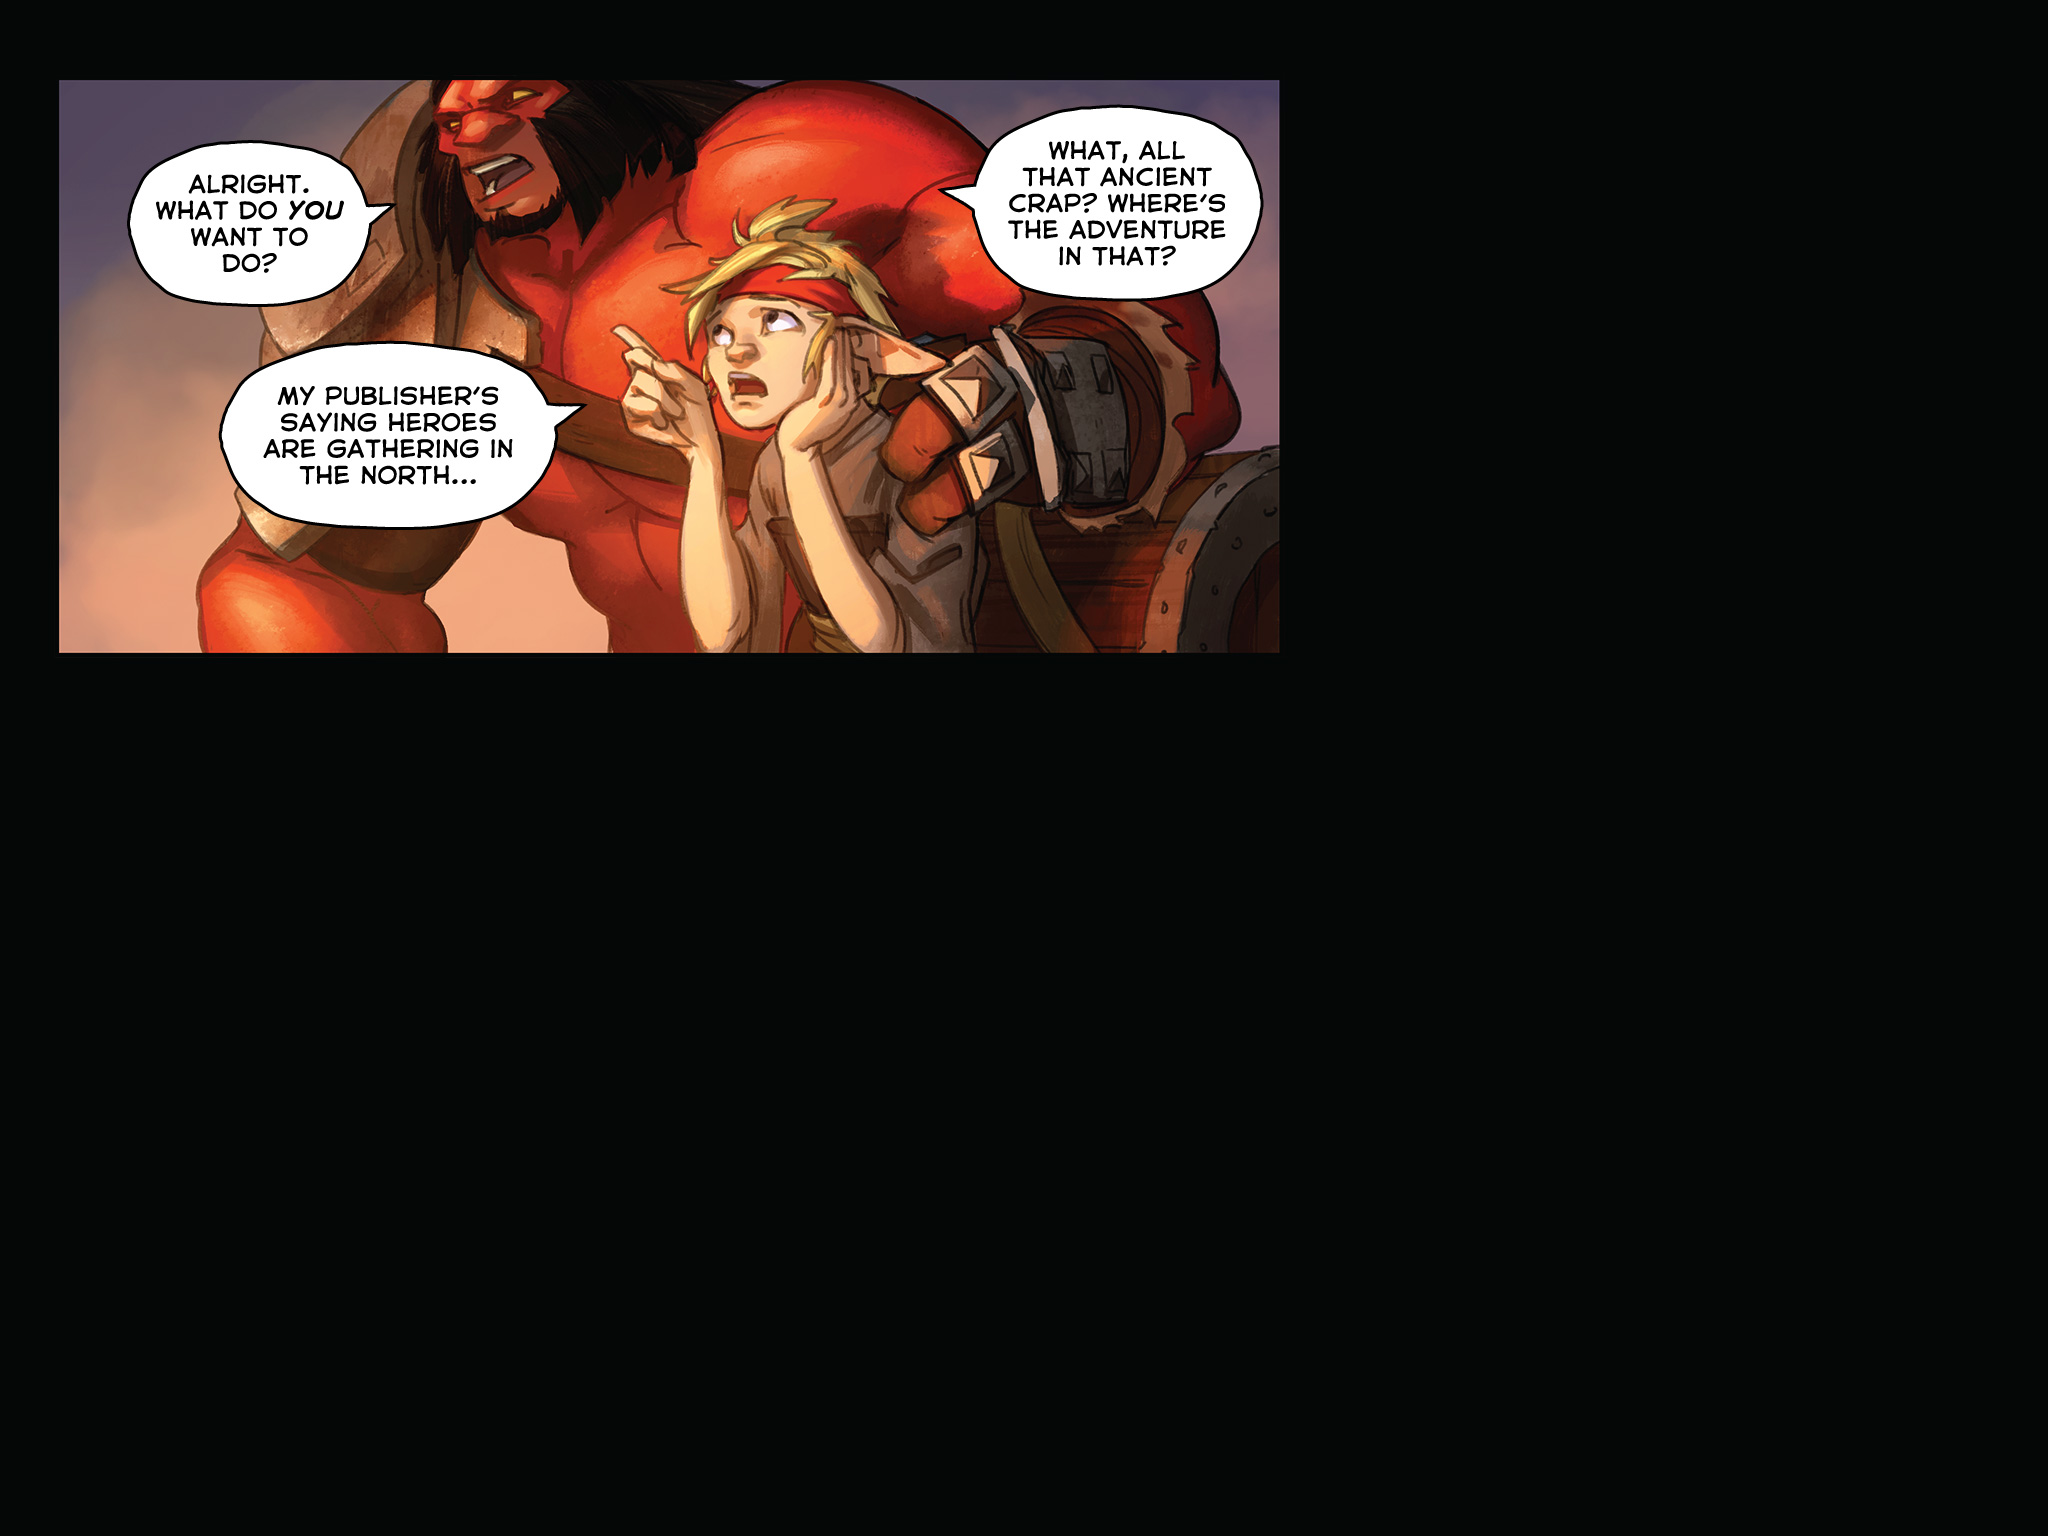 ALRIGHT.
WHAT DO YOU
WANT TO
DO?
MY PUBLISHER'S
SAYING HEROES
ARE GATHERING IN
THE NORTH...
WHAT, ALL
THAT ANCIENT
CRAP? WHERE'S
THE ADVENTURE
IN THAT?